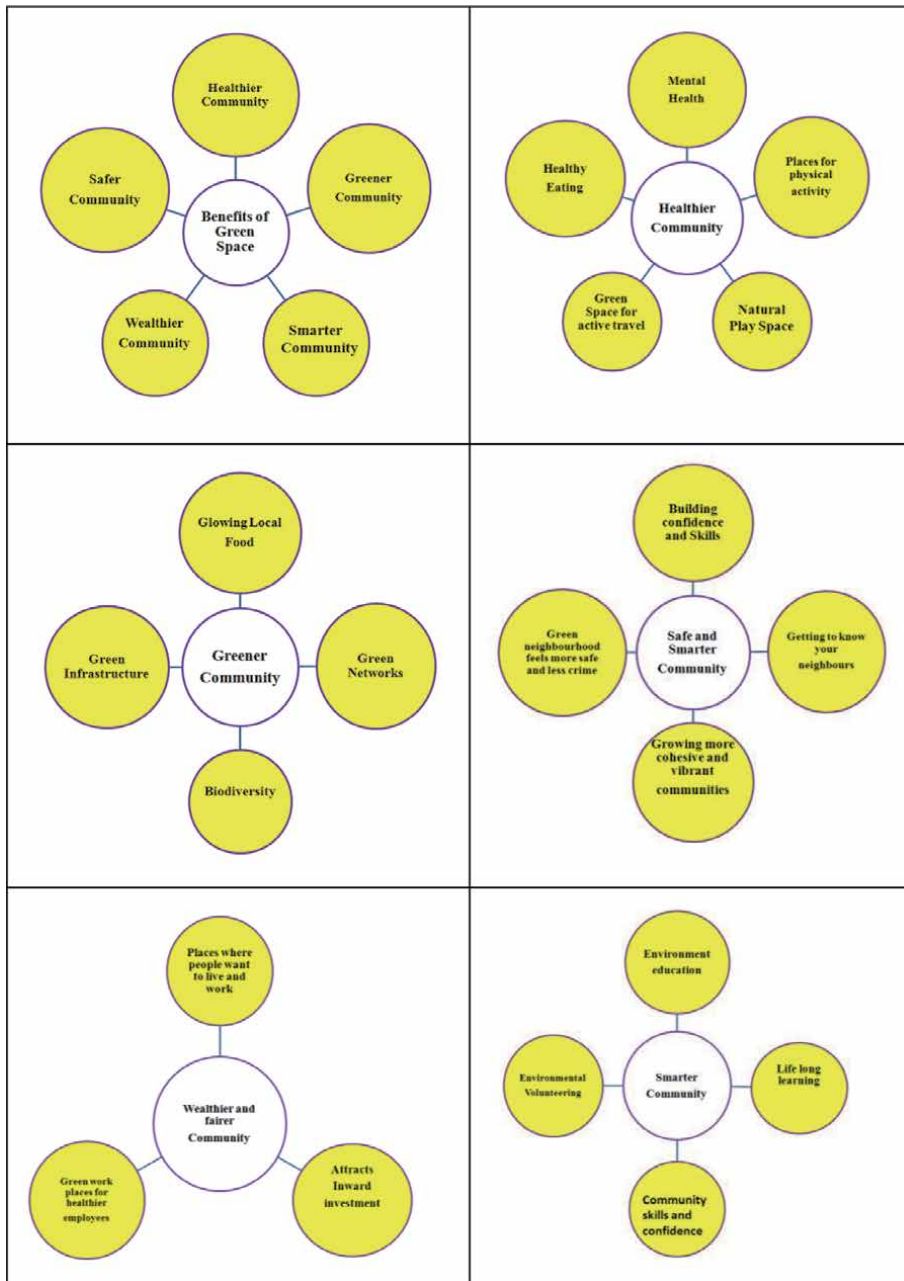 Healthier
Community
Safer
Community
Greener
Community
Benefits of
Green
Space
Wealthier
Community
Smarter
Community
Mental
Health
Healthy
Eating
Places for
physical
activity
Healthier
Community
Green
Space for
active travel
Natural
Play Space
Glowing Local
Food
Green
Infrastructure
Greener
Community
Green
Networks
Biodiversity
Building
confidence
and Skills
Green
neighbourhood
feels more safe
and less crime
Safe and
Smarter
Community
Getting to know
your
neighbours
Growing more
cohesive and
vibrant
communities
Places where
people want
to live and
work
Wealthier and
fairer
Community
Green work
places for
healthier
employees
Attracts
Inward
investment
Environment
education
Environmental
Volunteering
Smarter
Community
Life long
learning
Community
skills and
confidence